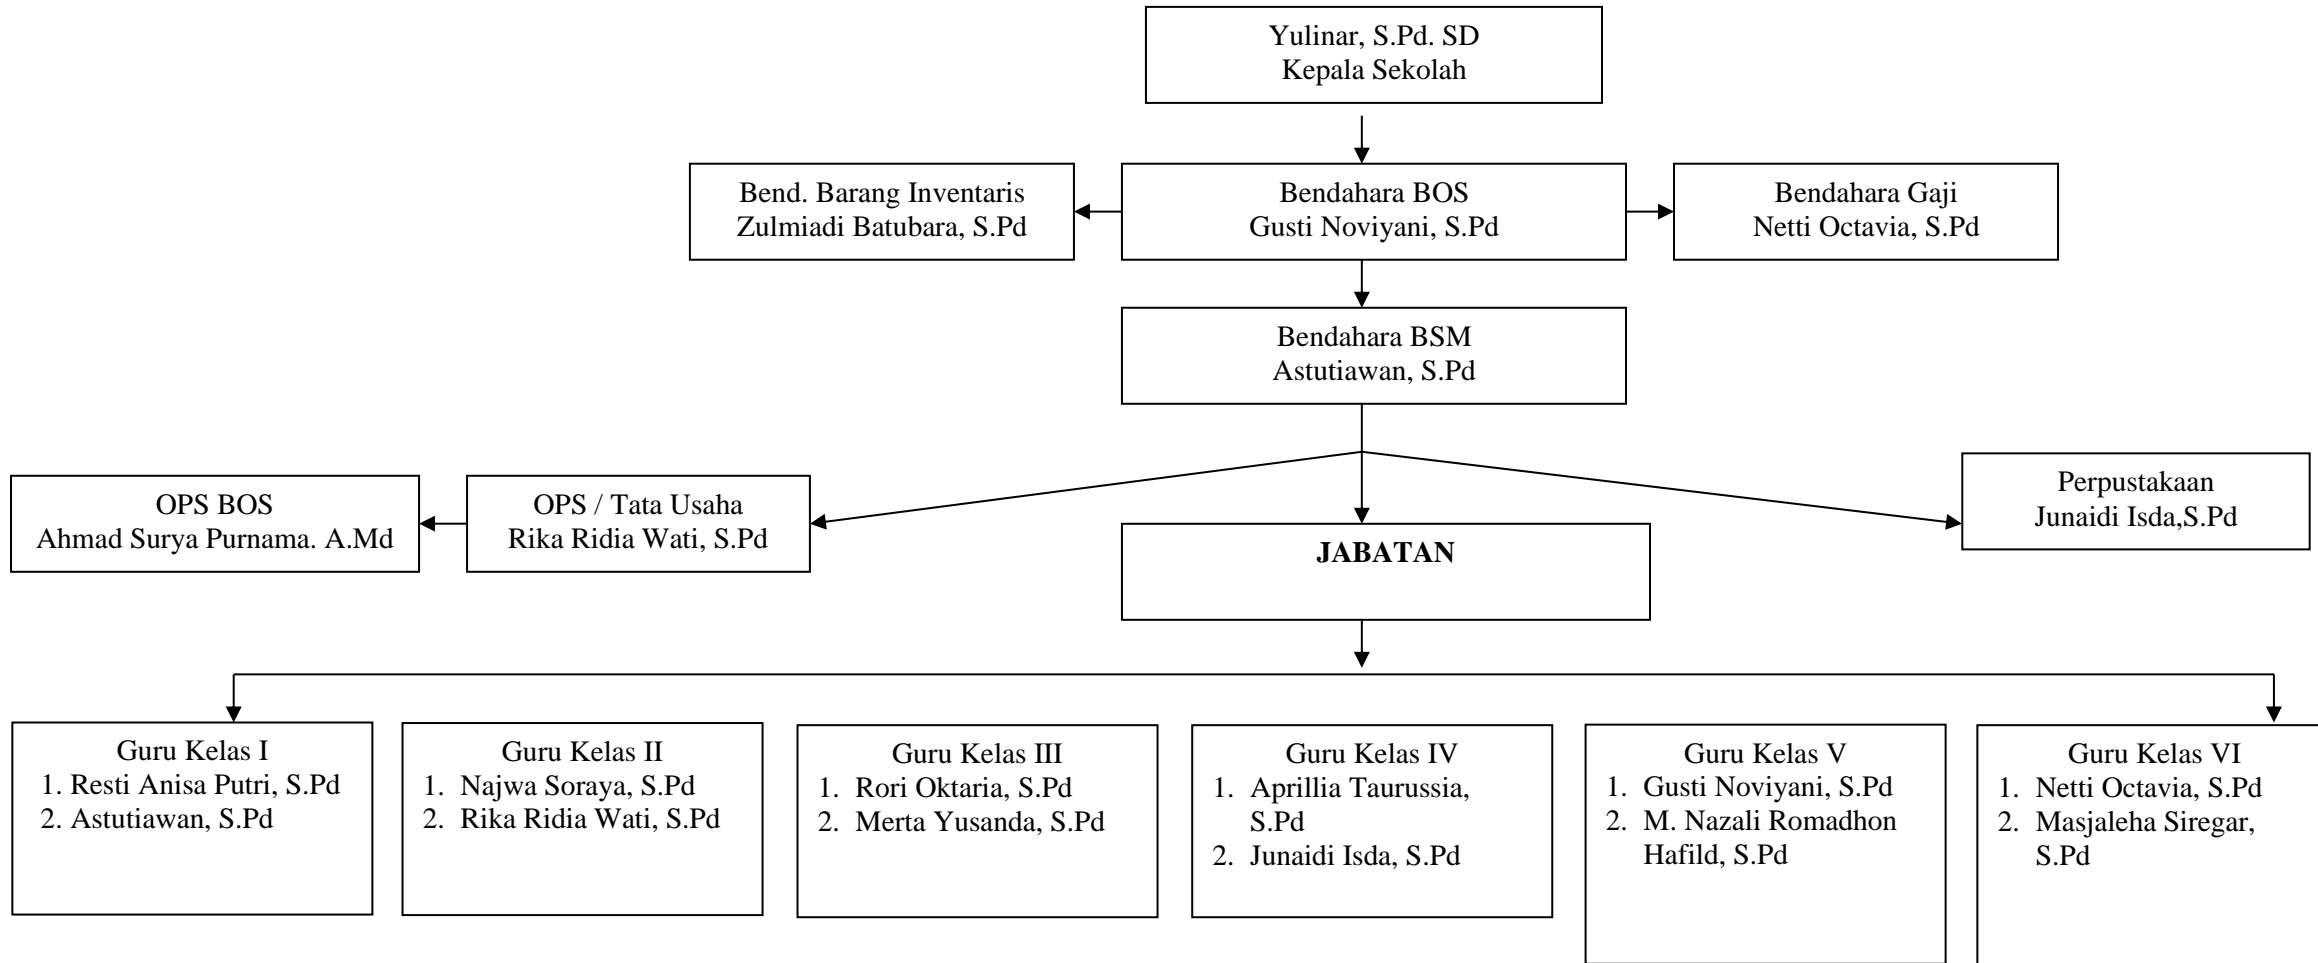 Yulinar, S.Pd. SD
Kepala Sekolah
Bend. Barang Inventaris
Zulmiadi Batubara, S.Pd
Bendahara BOS
Gusti Noviyani, S.Pd
Bendahara Gaji
Netti Octavia, S.Pd
Bendahara BSM
Astutiawan, S.Pd
OPS BOS
Ahmad Surya Purnama. A.Md
OPS / Tata Usaha
Rika Ridia Wati, S.Pd
JABATAN
Perpustakaan
Junaidi Isda,S.Pd
Guru Kelas I
1. Resti Anisa Putri, S.Pd
2. Astutiawan, S.Pd
Guru Kelas II
1. Najwa Soraya, S.Pd
2. Rika Ridia Wati, S.Pd
Guru Kelas III
1. Rori Oktaria, S.Pd
2. Merta Yusanda, S.Pd
Guru Kelas IV
1. Aprillia Taurussia,
S.Pd
2. Junaidi Isda, S.Pd
Guru Kelas V
1. Gusti Noviyani, S.Pd
2. M. Nazali Romadhon
Hafild, S.Pd
Guru Kelas VI
1. Netti Octavia, S.Pd
2. Masjaleha Siregar,
S.Pd